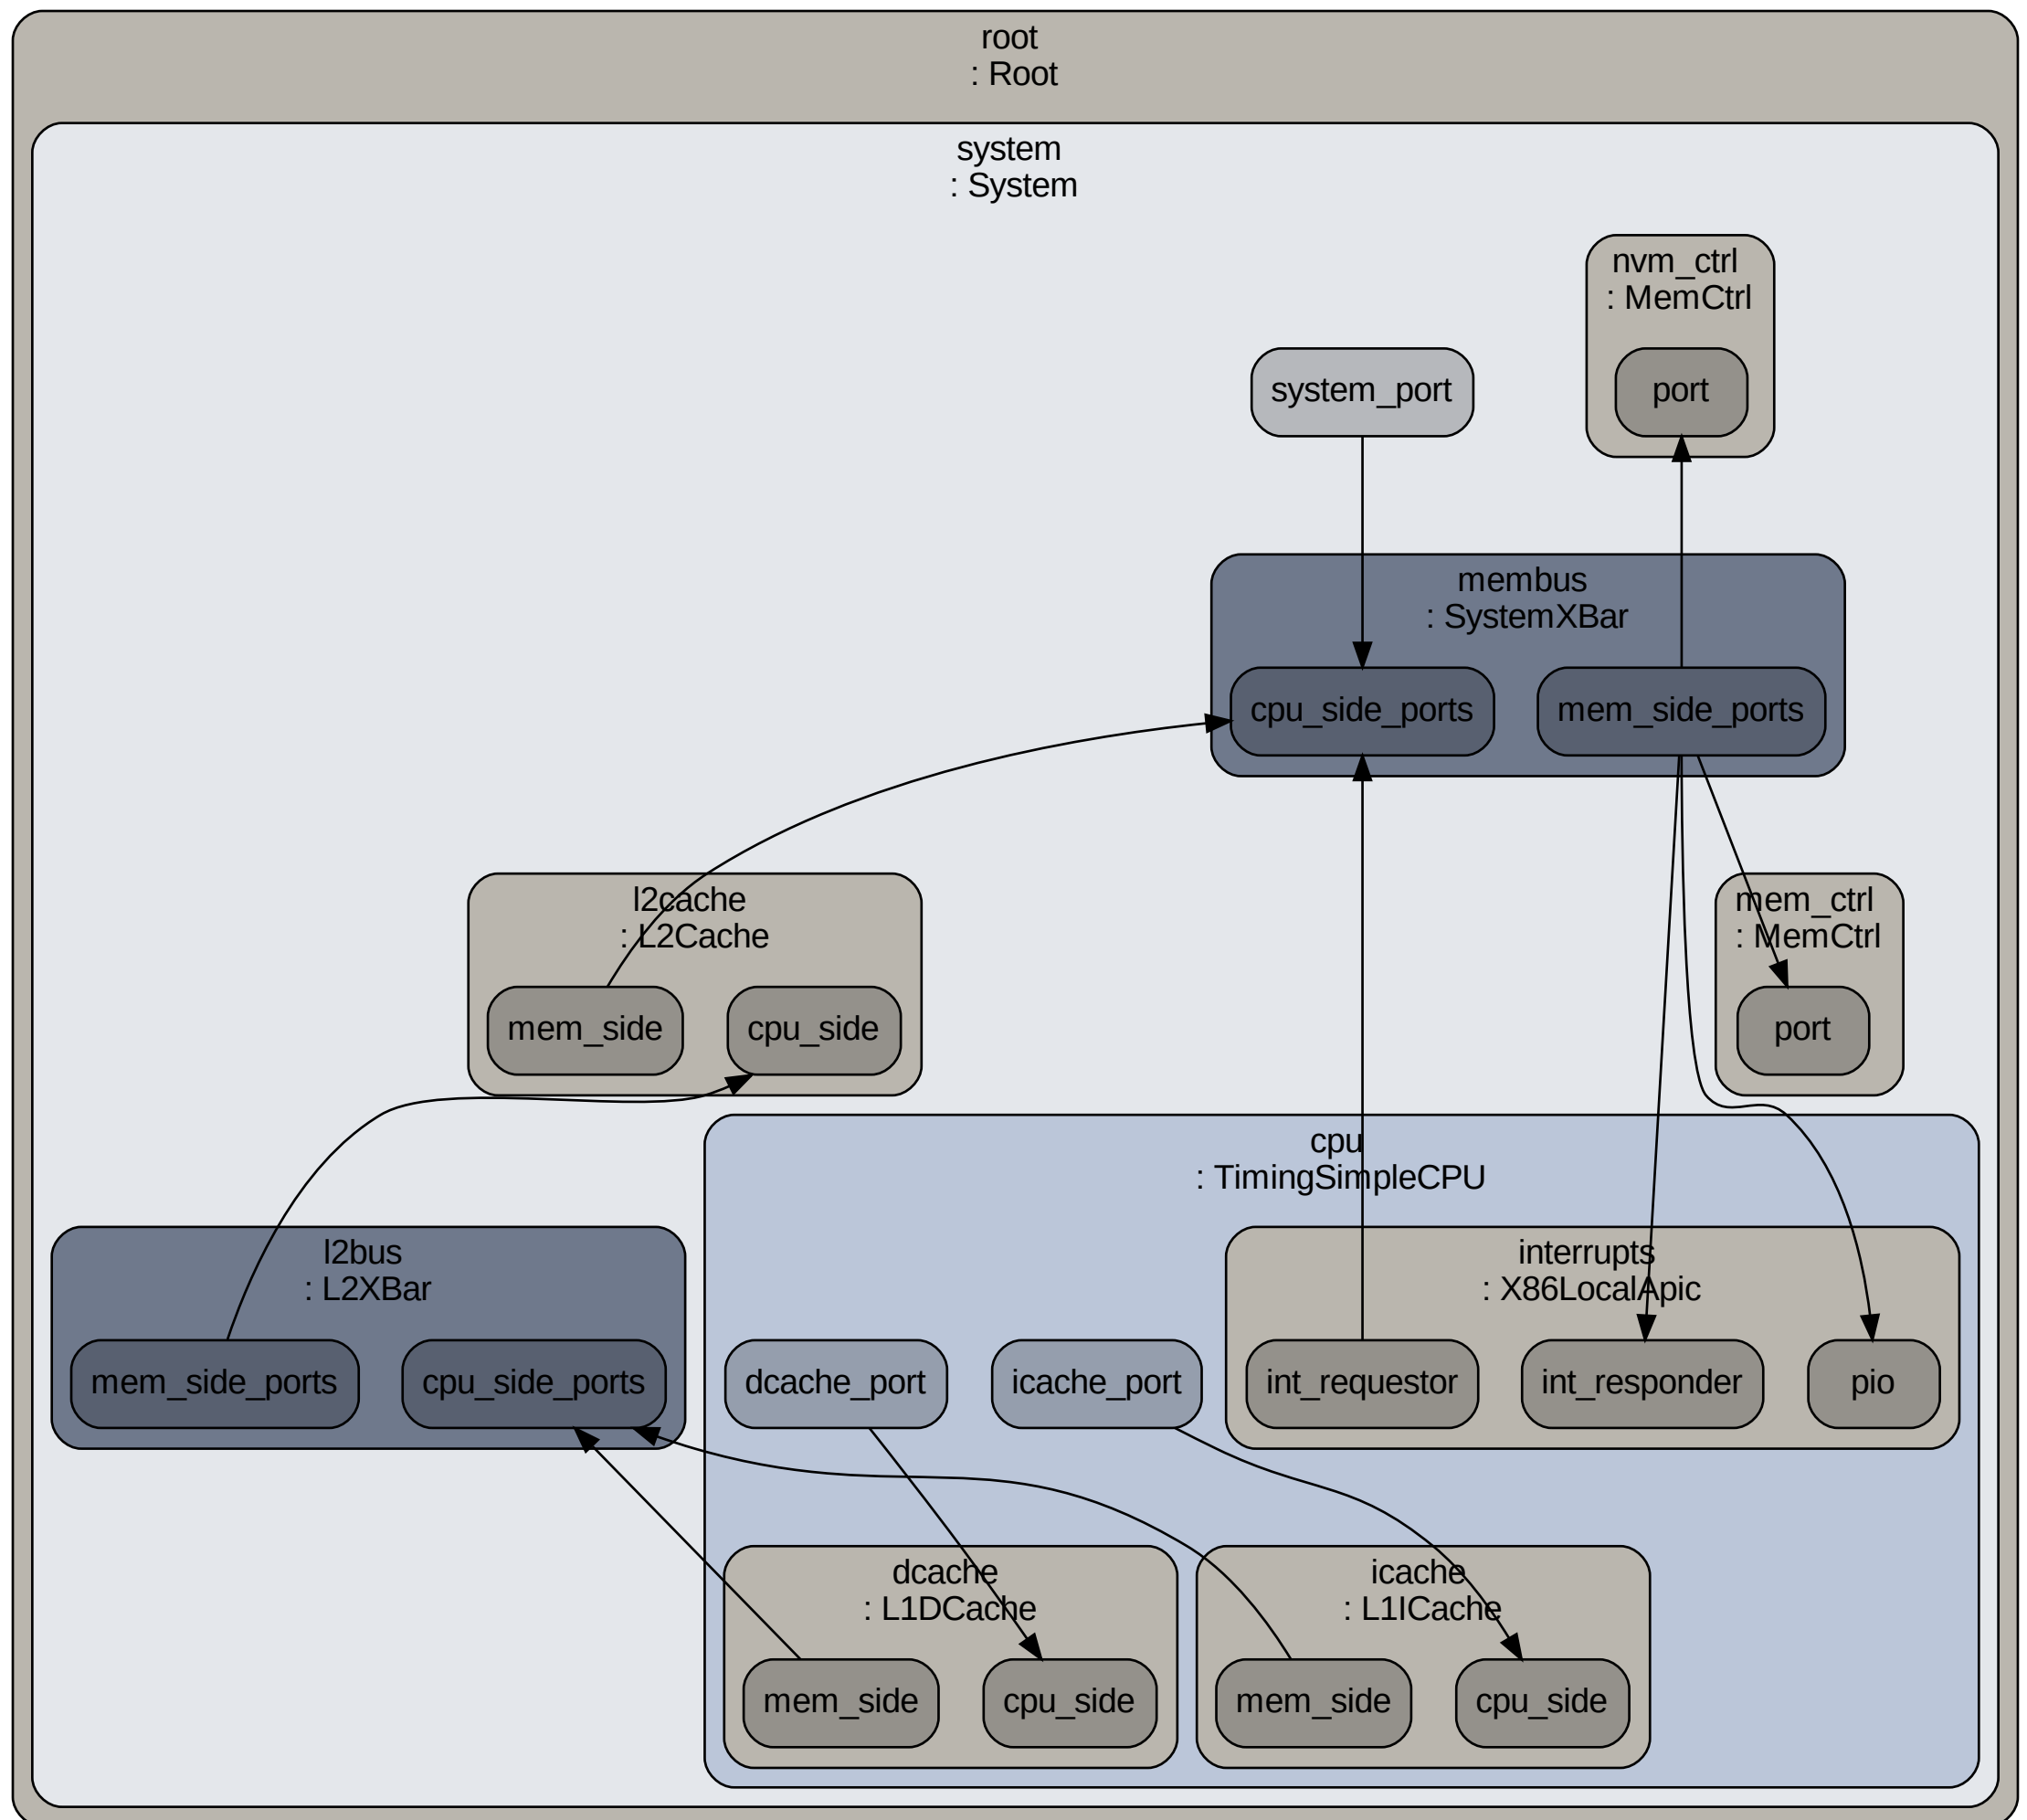 root
: Root
system
: System
nvm_ctrl
: MemCtrl
port
system_port
membus
: SystemXBar
cpu_side_ports
mem_side_ports
l2cache
: L2Cache
mem_side
cpu_side
mem_ctrl
: MemCtrl
port
cpu
: TimingSimpleCPU
l2bus
: L2XBar
mem_side_ports
cpu_side_ports
dcache_port
icache_port
interrupts
: X86LocalApic
int_requestor
int_responder
pio
dcache
: L1DCache
mem_side
cpu_side
icache
: L1ICache
mem_side
cpu_side